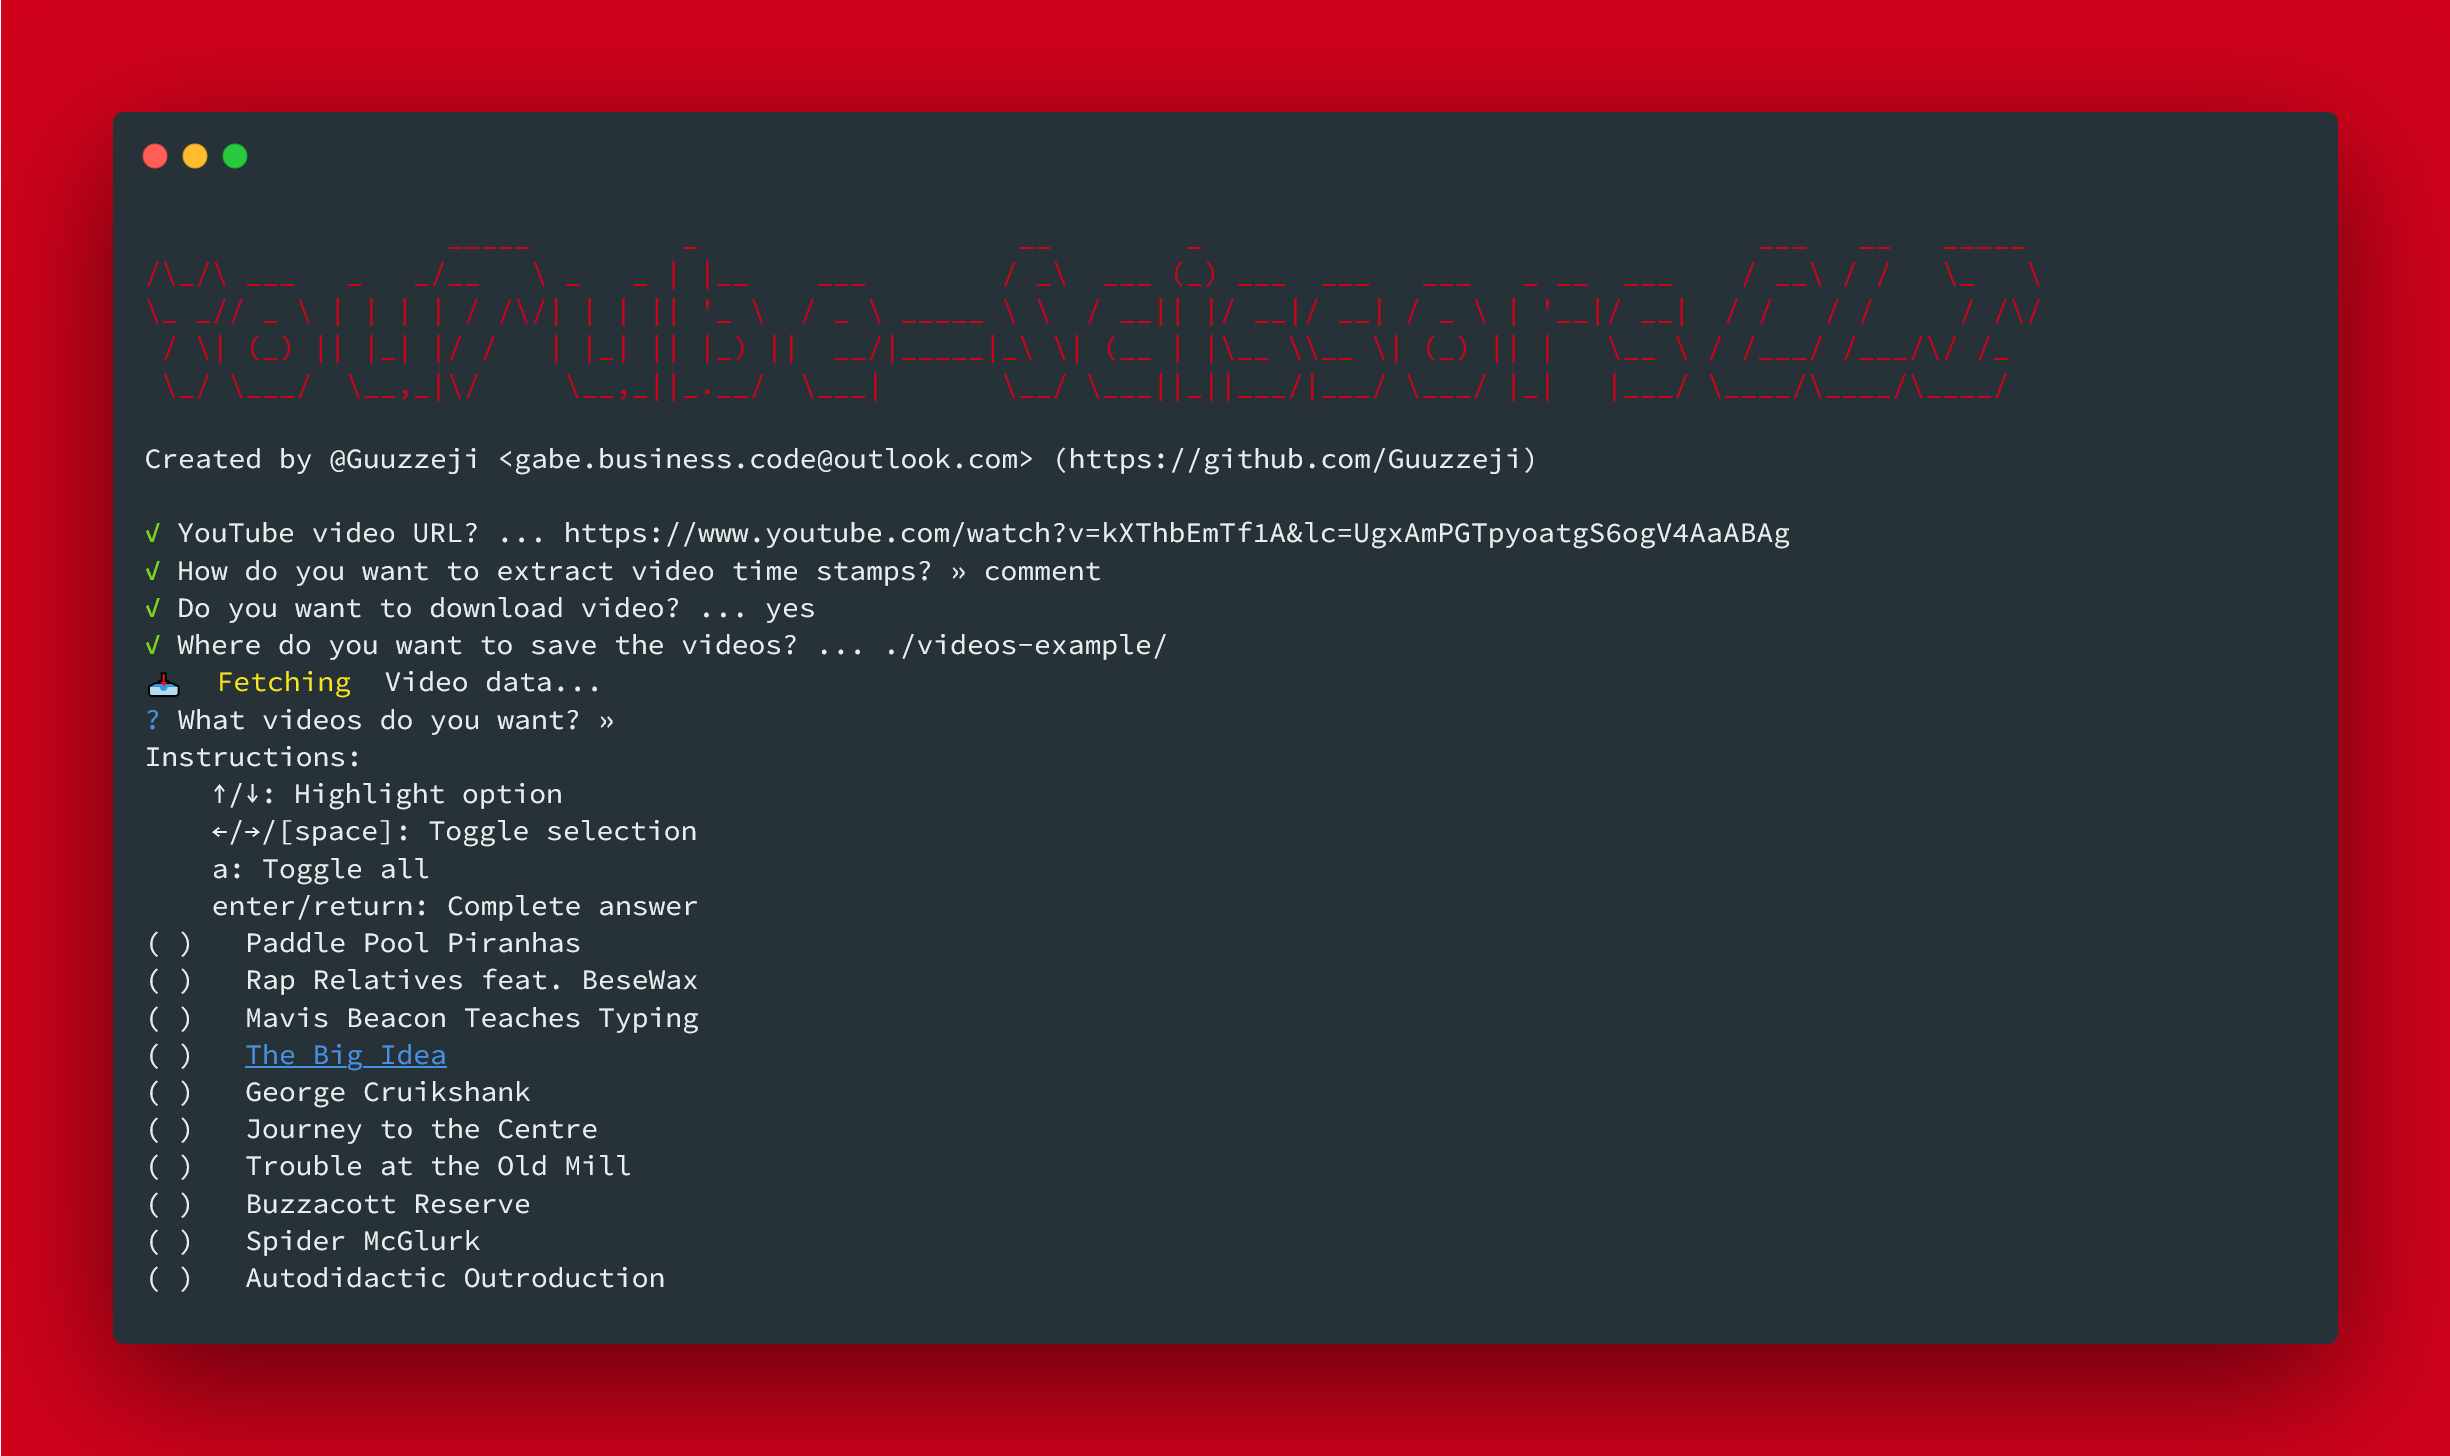 YouTube-Scissors CLI
Created by @Guuzzeji <gabe.business.code@outlook.com> (https://github.com/Guuzzeji)
√ YouTube video URL? ... https://www.youtube.com/watch?v=kXThbEmTf1A&lc=UgxAmPGTpyoatgS6ogV4AaABAg
√ How do you want to extract video time stamps? » comment
√ Do you want to download video? ... yes
√ Where do you want to save the videos? ... ./videos-example/
📥 Fetching Video data...
? What videos do you want? »
Instructions:
↑/↓: Highlight option
←/→/[space]: Toggle selection
a: Toggle all
enter/return: Complete answer
( ) Paddle Pool Piranhas
( ) Rap Relatives feat. BeseWax
( ) Mavis Beacon Teaches Typing
( ) The Big Idea
( ) George Cruikshank
( ) Journey to the Centre
( ) Trouble at the Old Mill
( ) Buzzacott Reserve
( ) Spider McGlurk
( ) Autodidactic Outroduction